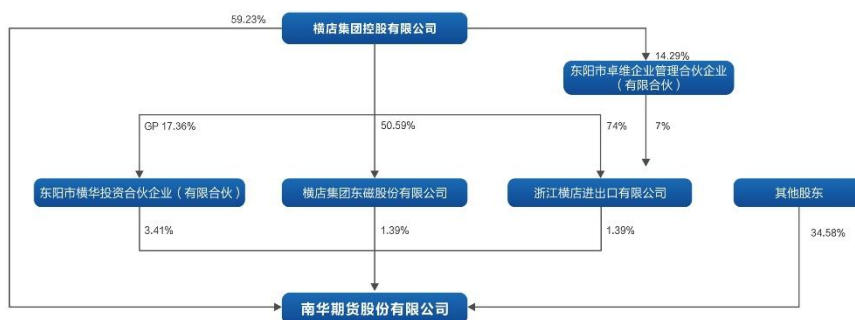 59.23%
横店集团控股有限公司
14.29%
东阳市卓维企业管理合伙企业
（有限合伙）
GP 17.36%
50.59%
74%
7%
东阳市横华投资合伙企业（有限合伙）
横店集团东磁股份有限公司
浙江横店进出口有限公司
其他股东
3.41%
1.39%
1.39%
34.58%
南华期货股份有限公司